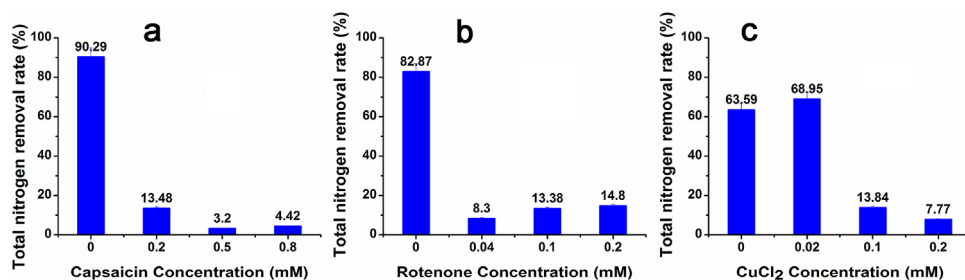 a
Total nitrogen removal rate (%)
100
80
60
40
20
0
90.29
13.48
3.2
4.42
0 0.2 0.5 0.8
Capsaicin Concentration (mM)
b
Total nitrogen removal rate (%)
100
80
60
40
20
0
82.87
8.3
13.38
14.8
0 0.04 0.1 0.2
Rotenone Concentration (mM)
c
Total nitrogen removal rate (%)
100
80
60
40
20
0
63.59
68.95
13.84
7.77
0 0.02 0.1 0.2
CuCl₂ Concentration (mM)